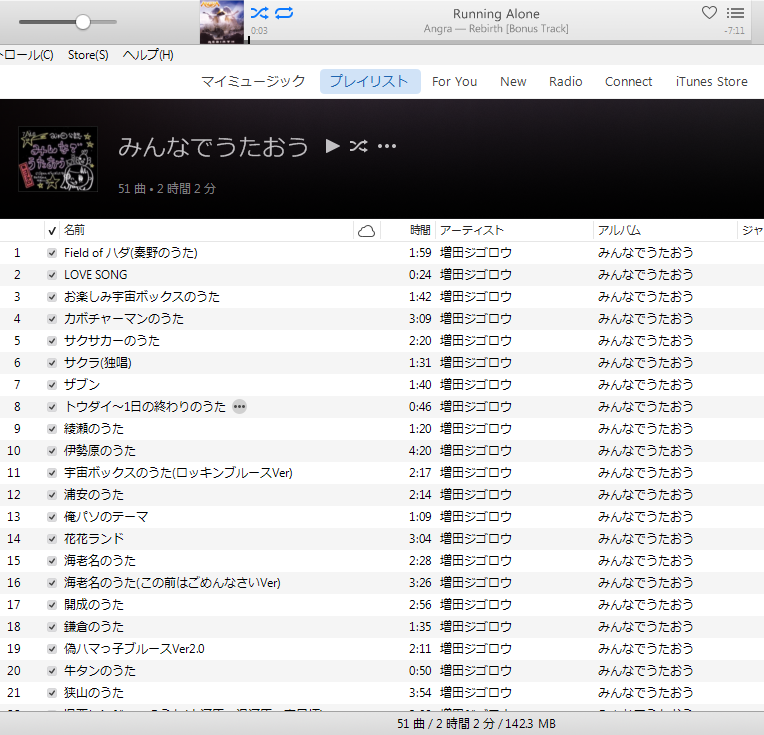 Running Alone
0:03
Angra — Rebirth [Bonus Track]
-7:11
トロール(C) Store(S) ヘルプ(H)
マイミュージック プレイリスト For You New Radio Connect iTunes Store
みんなでうたおう
51 曲 • 2 時間 2 分
名前 時間 アーティスト アルバム ジャ
1 Field of ハダ(秦野のうた) 1:59 増田ジゴロウ みんなでうたおう
2 LOVE SONG 0:24 増田ジゴロウ みんなでうたおう
3 お楽しみ宇宙ボックスのうた 1:42 増田ジゴロウ みんなでうたおう
4 カボチャーマンのうた 3:09 増田ジゴロウ みんなでうたおう
5 サクサカーのうた 2:20 増田ジゴロウ みんなでうたおう
6 サクラ(独唱) 1:31 増田ジゴロウ みんなでうたおう
7 ザブン 1:40 増田ジゴロウ みんなでうたおう
8 トウダイ～1日の終わりのうた 0:46 増田ジゴロウ みんなでうたおう
9 綾瀬のうた 1:20 増田ジゴロウ みんなでうたおう
10 伊勢原のうた 4:20 増田ジゴロウ みんなでうたおう
11 宇宙ボックスのうた(ロッキンブルースVer) 2:17 増田ジゴロウ みんなでうたおう
12 浦安のうた 2:14 増田ジゴロウ みんなでうたおう
13 俺パソのテーマ 1:09 増田ジゴロウ みんなでうたおう
14 花花ランド 3:04 増田ジゴロウ みんなでうたおう
15 海老名のうた 2:28 増田ジゴロウ みんなでうたおう
16 海老名のうた(この前はごめんなさいVer) 3:26 増田ジゴロウ みんなでうたおう
17 開成のうた 2:56 増田ジゴロウ みんなでうたおう
18 鎌倉のうた 1:35 増田ジゴロウ みんなでうたおう
19 偽ハマっ子ブルースVer2.0 2:11 増田ジゴロウ みんなでうたおう
20 牛タンのうた 0:50 増田ジゴロウ みんなでうたおう
21 狭山のうた 3:54 増田ジゴロウ みんなでうたおう
51 曲 / 2 時間 2 分 / 142.3 MB